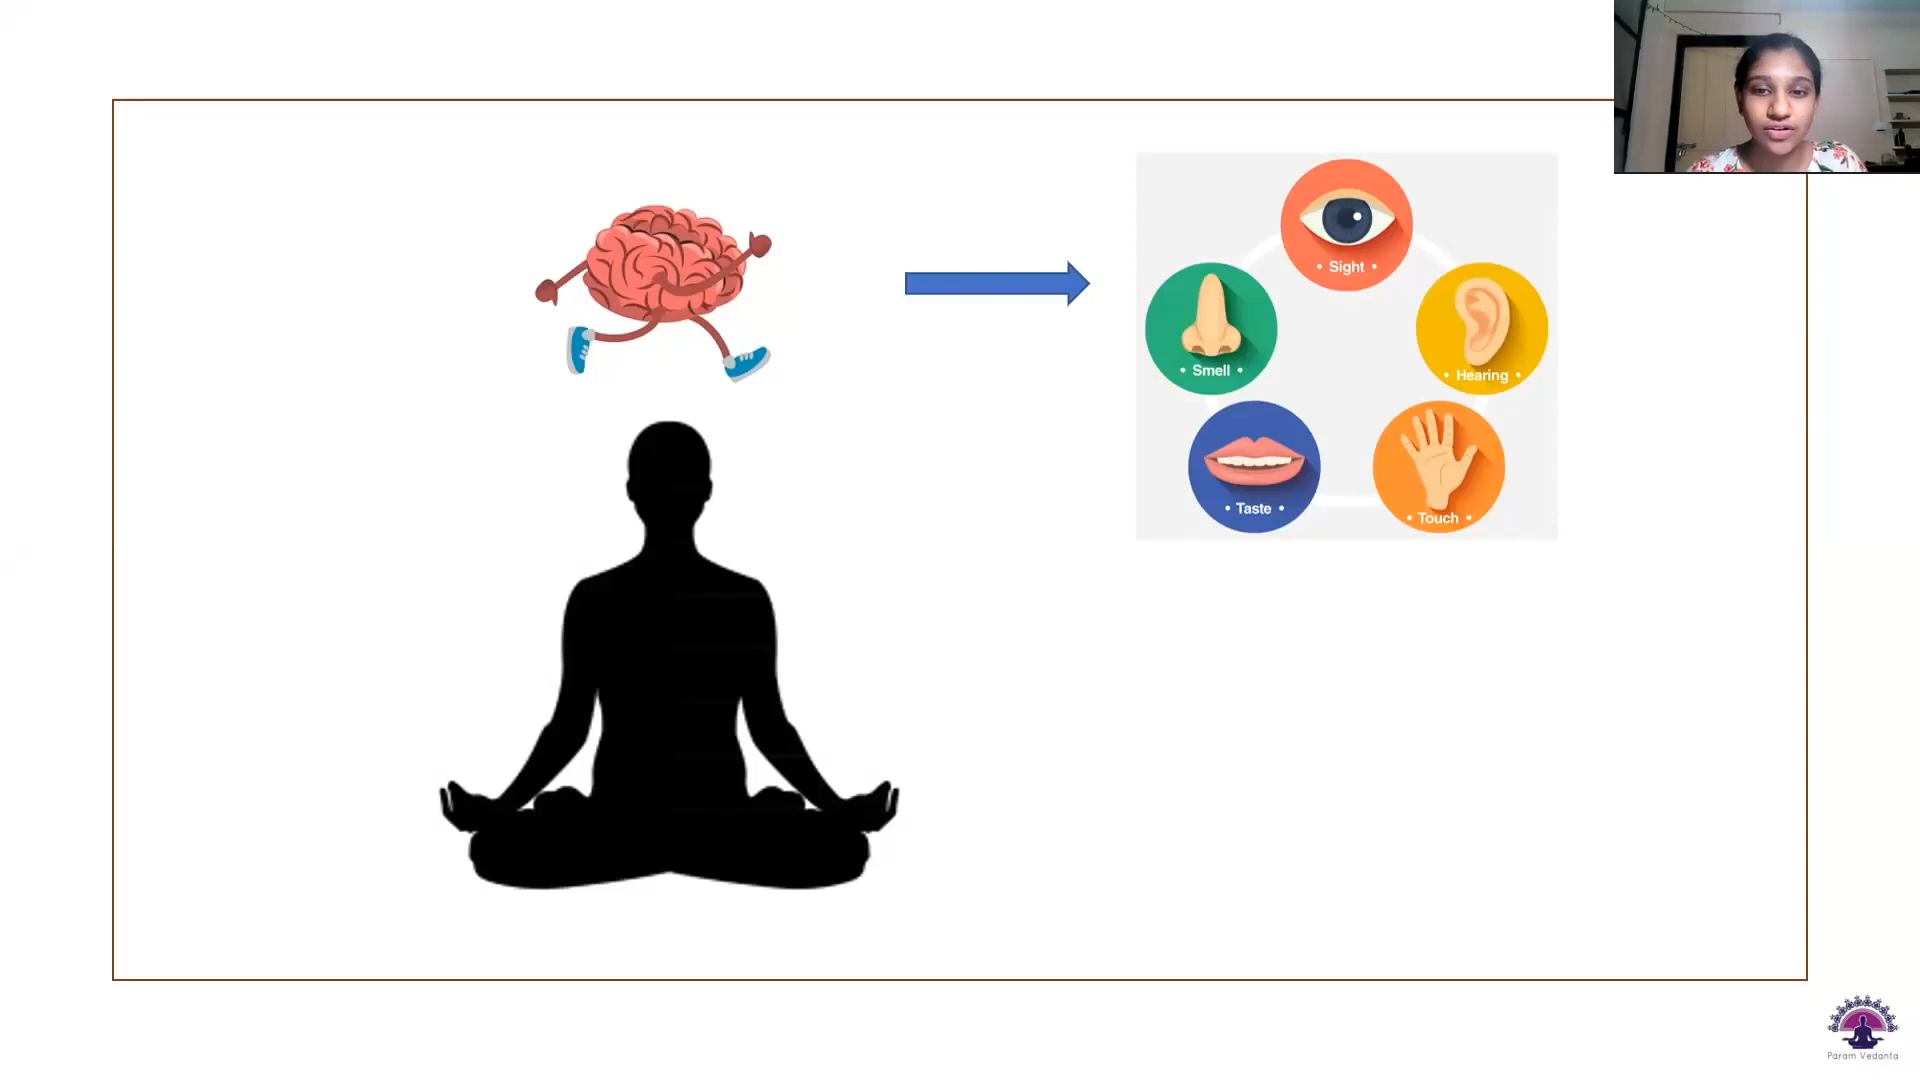 • Sight •
• Smell •
• Hearing •
• Taste •
• Touch •
Param Vedanta